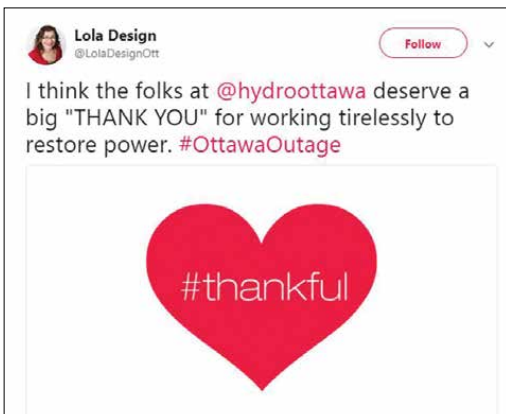 Lola Design
@LolaDesignOtt
Follow
I think the folks at @hydroottawa deserve a
big "THANK YOU" for working tirelessly to
restore power. #OttawaOutage
#thankful